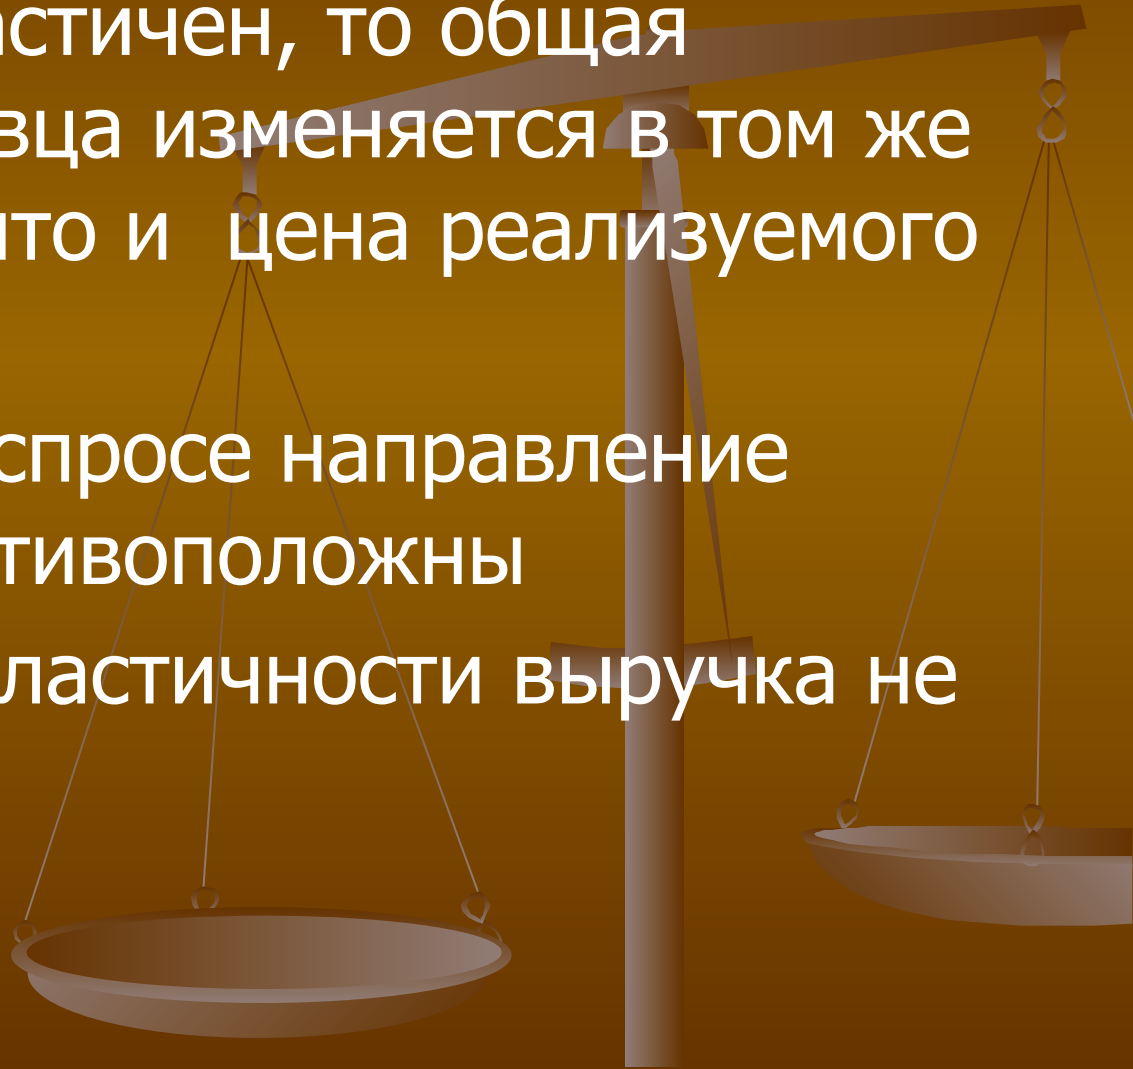 астичен, то общая
вца изменяется в том же
что и цена реализуемого
спросе направление
тивоположны
ластичности выручка не